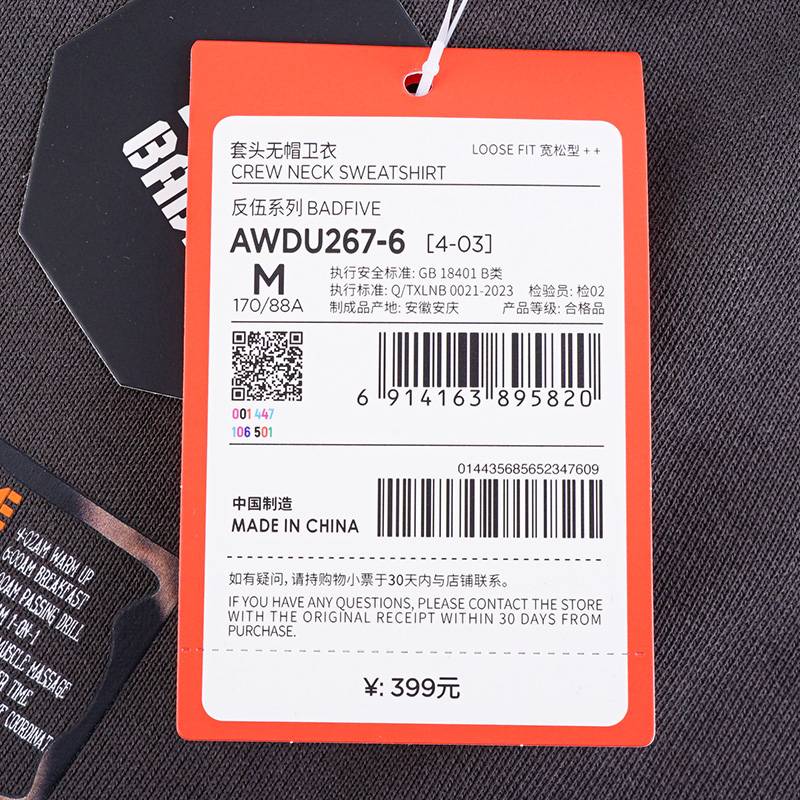 套头无帽卫衣
LOOSE FIT 宽松型++
CREW NECK SWEATSHIRT
反伍系列 BADFIVE
AWDU267-6 [4-03]
M
170/88A
执行安全标准: GB 18401 B类
执行标准: Q/TXLNB 0021-2023 检验员: 检02
制成品产地: 安徽安庆 产品等级: 合格品
001 447
106 501
6 914163 895820
014435685652347609
中国制造
MADE IN CHINA
如有疑问,请持购物小票于30天内与店铺联系。
IF YOU HAVE ANY QUESTIONS, PLEASE CONTACT THE STORE
WITH THE ORIGINAL RECEIPT WITHIN 30 DAYS FROM
PURCHASE.
¥: 399元
4:02AM WARM UP
6:00AM BREAKFAST
00AM PASSING DRILL
M 1-ON-1
MUSCLE MASSAGE
TIME
COORDINAT